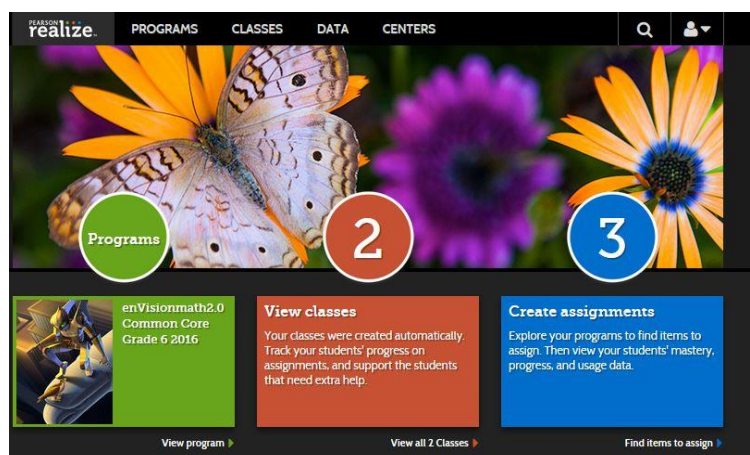 PEARSON
realize™
PROGRAMS CLASSES DATA CENTERS
Programs
2
3
enVisionmath2.0
Common Core
Grade 6 2016
View program
View classes
Your classes were created automatically.
Track your students' progress on
assignments, and support the students
that need extra help.
View all 2 Classes
Create assignments
Explore your programs to find items to
assign. Then view your students' mastery,
progress, and usage data.
Find items to assign